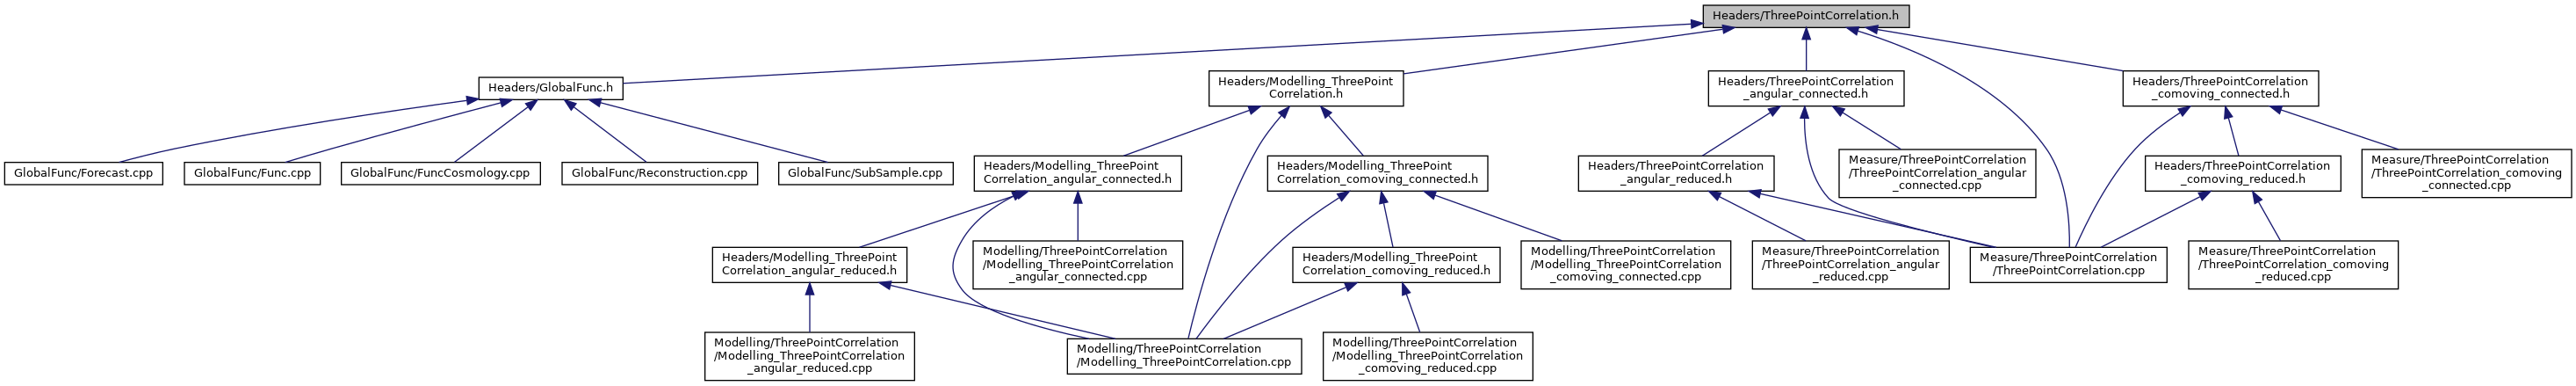 Headers/ThreePointCorrelation.h
Headers/GlobalFunc.h
Headers/Modelling_ThreePoint
Correlation.h
Headers/ThreePointCorrelation
_angular_connected.h
Headers/ThreePointCorrelation
_comoving_connected.h
GlobalFunc/Forecast.cpp
GlobalFunc/Func.cpp
GlobalFunc/FuncCosmology.cpp
GlobalFunc/Reconstruction.cpp
GlobalFunc/SubSample.cpp
Headers/Modelling_ThreePoint
Correlation_angular_connected.h
Headers/Modelling_ThreePoint
Correlation_comoving_connected.h
Headers/ThreePointCorrelation
_angular_reduced.h
Measure/ThreePointCorrelation
/ThreePointCorrelation_angular
_connected.cpp
Headers/ThreePointCorrelation
_comoving_reduced.h
Measure/ThreePointCorrelation
/ThreePointCorrelation_comoving
_connected.cpp
Headers/Modelling_ThreePoint
Correlation_angular_reduced.h
Modelling/ThreePointCorrelation
/Modelling_ThreePointCorrelation
_angular_connected.cpp
Headers/Modelling_ThreePoint
Correlation_comoving_reduced.h
Modelling/ThreePointCorrelation
/Modelling_ThreePointCorrelation
_comoving_connected.cpp
Measure/ThreePointCorrelation
/ThreePointCorrelation_angular
_reduced.cpp
Measure/ThreePointCorrelation
/ThreePointCorrelation.cpp
Measure/ThreePointCorrelation
/ThreePointCorrelation_comoving
_reduced.cpp
Modelling/ThreePointCorrelation
/Modelling_ThreePointCorrelation
_angular_reduced.cpp
Modelling/ThreePointCorrelation
/Modelling_ThreePointCorrelation.cpp
Modelling/ThreePointCorrelation
/Modelling_ThreePointCorrelation
_comoving_reduced.cpp